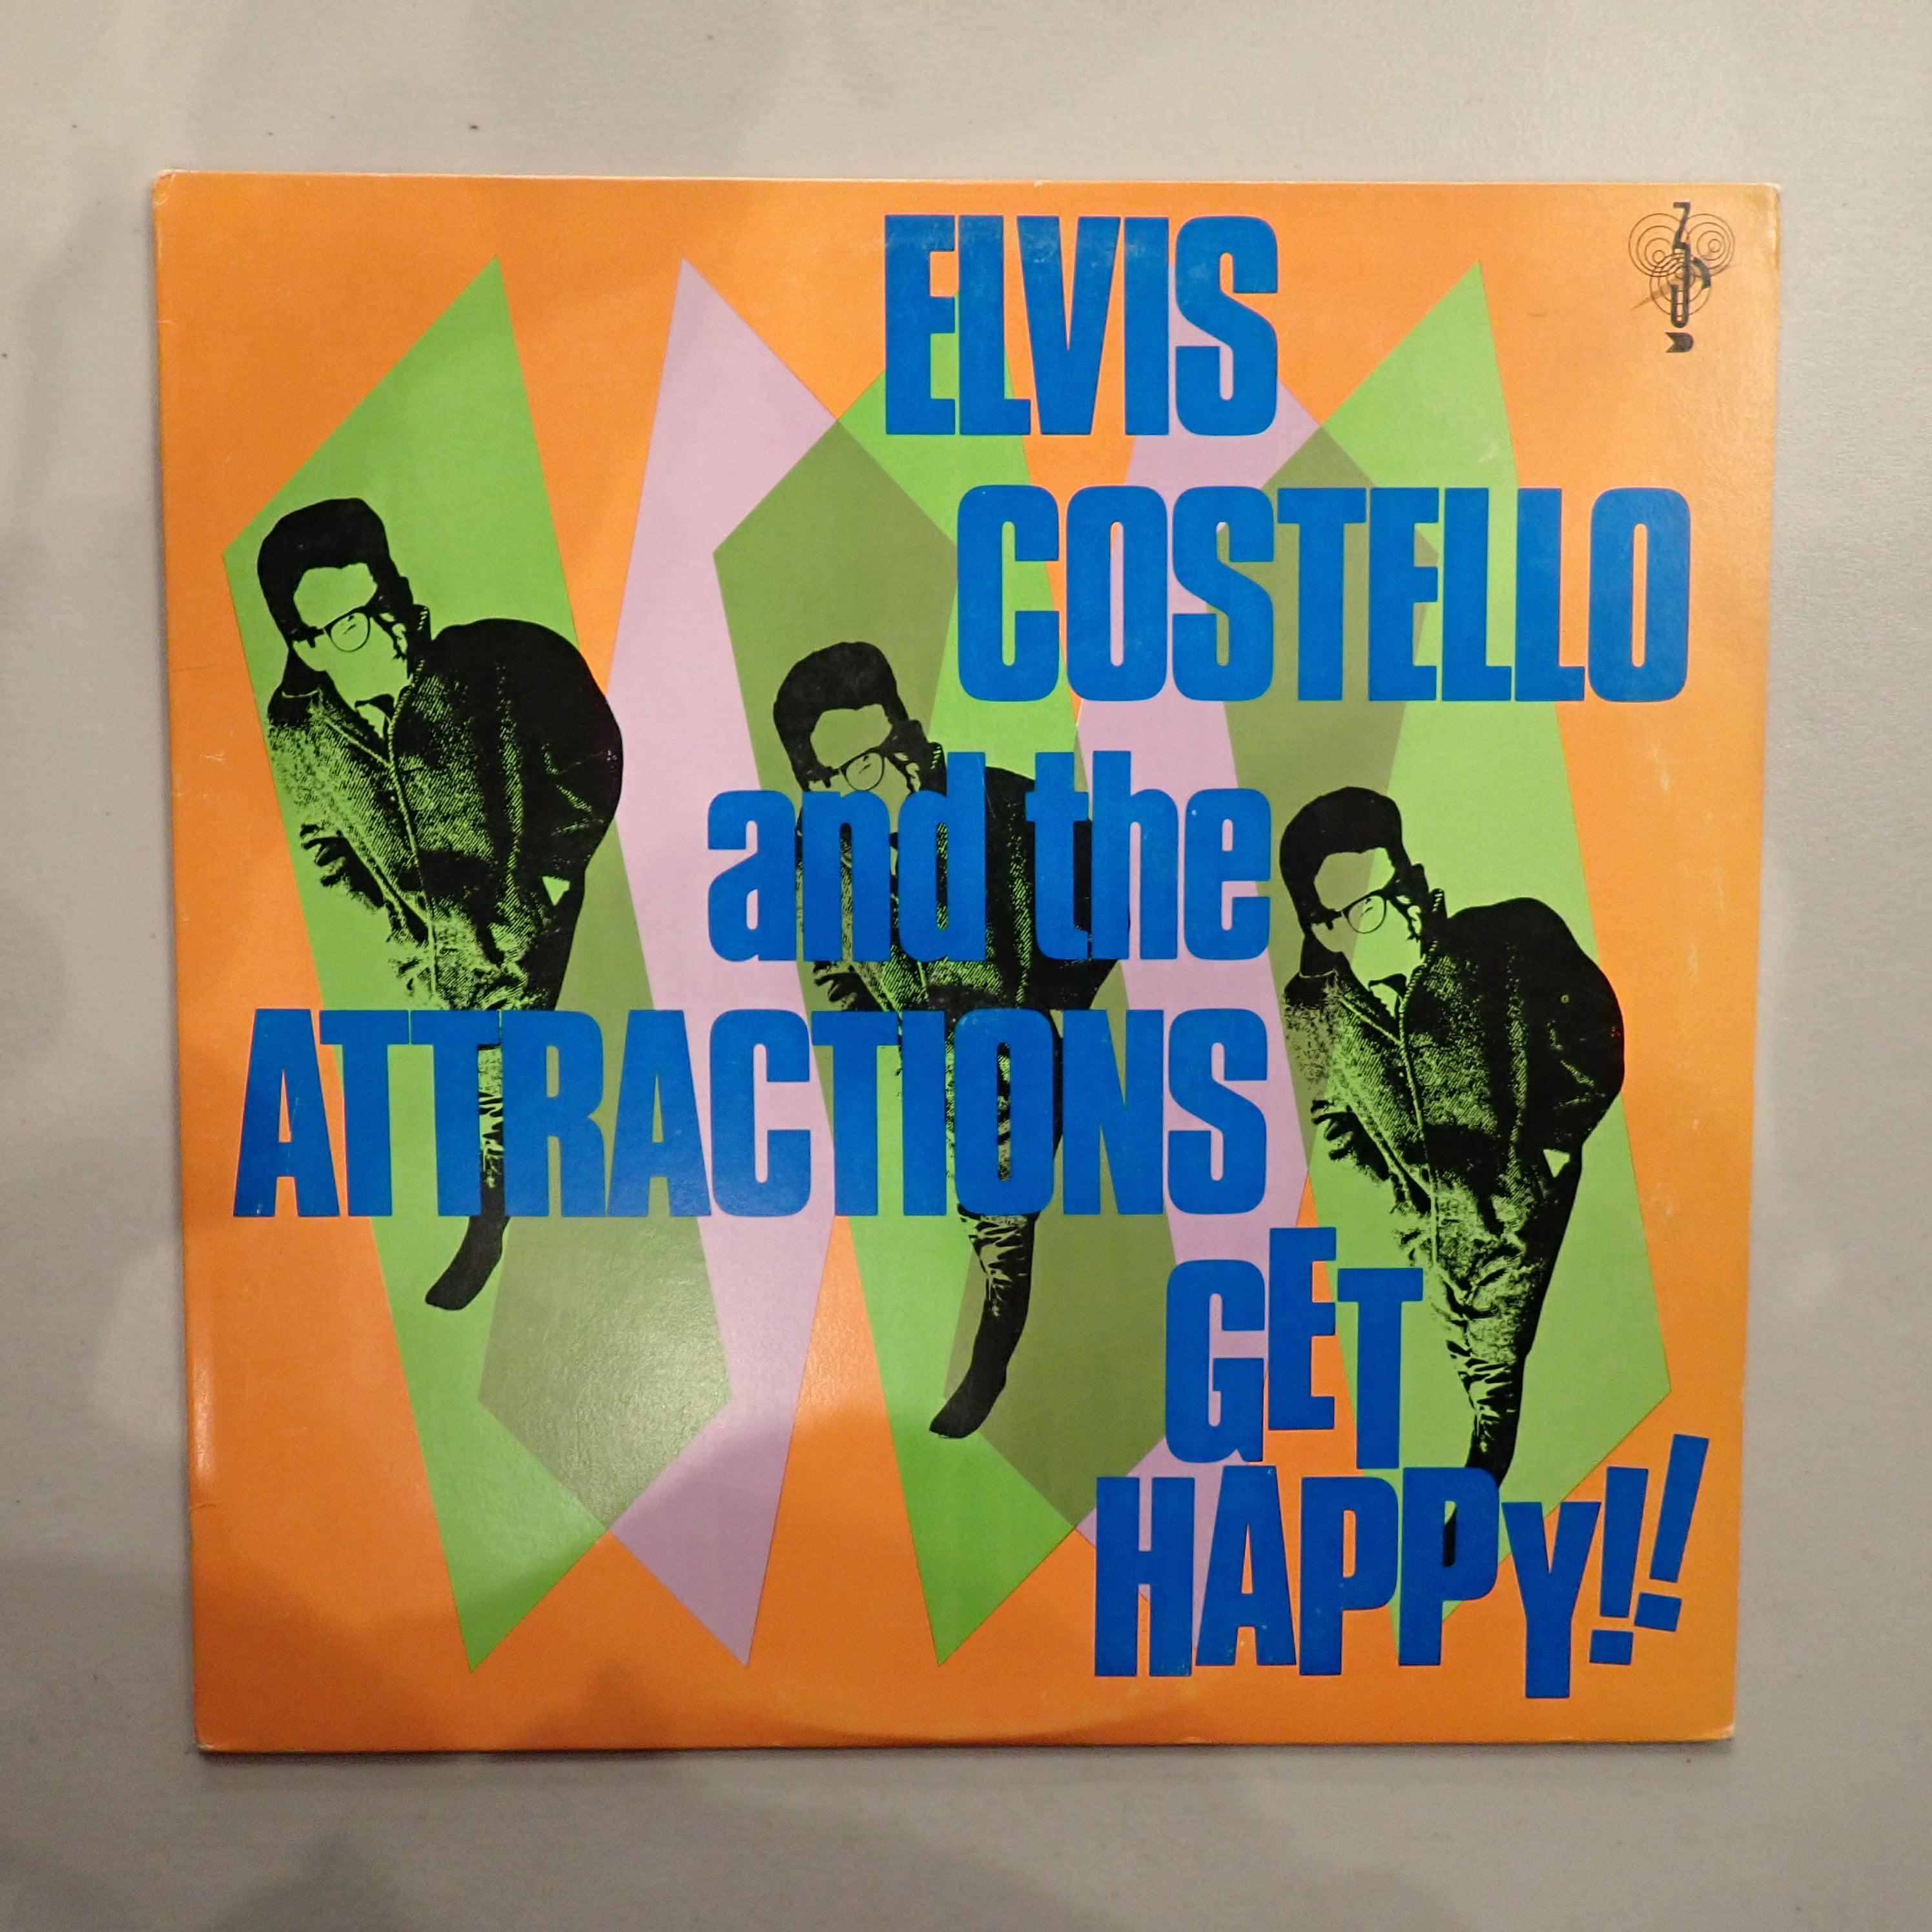 ELVIS
COSTELLO
and the
ATTRACTIONS
GET
HAPPY!!